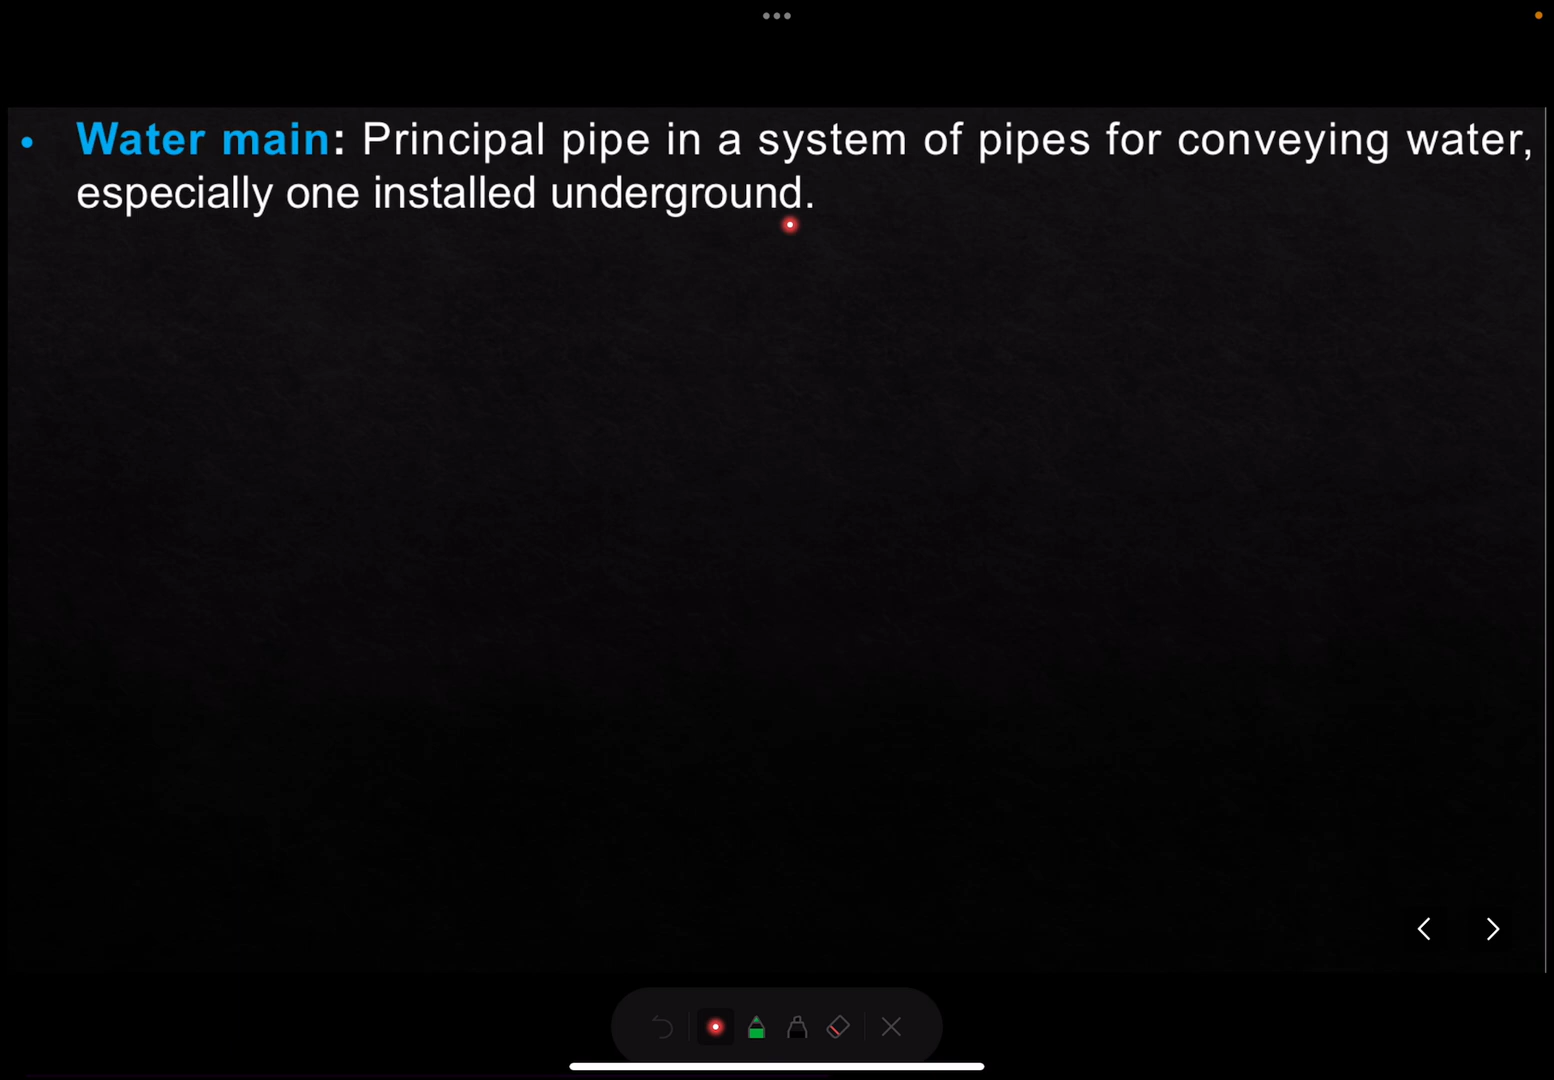 • Water main: Principal pipe in a system of pipes for conveying water,
especially one installed underground.